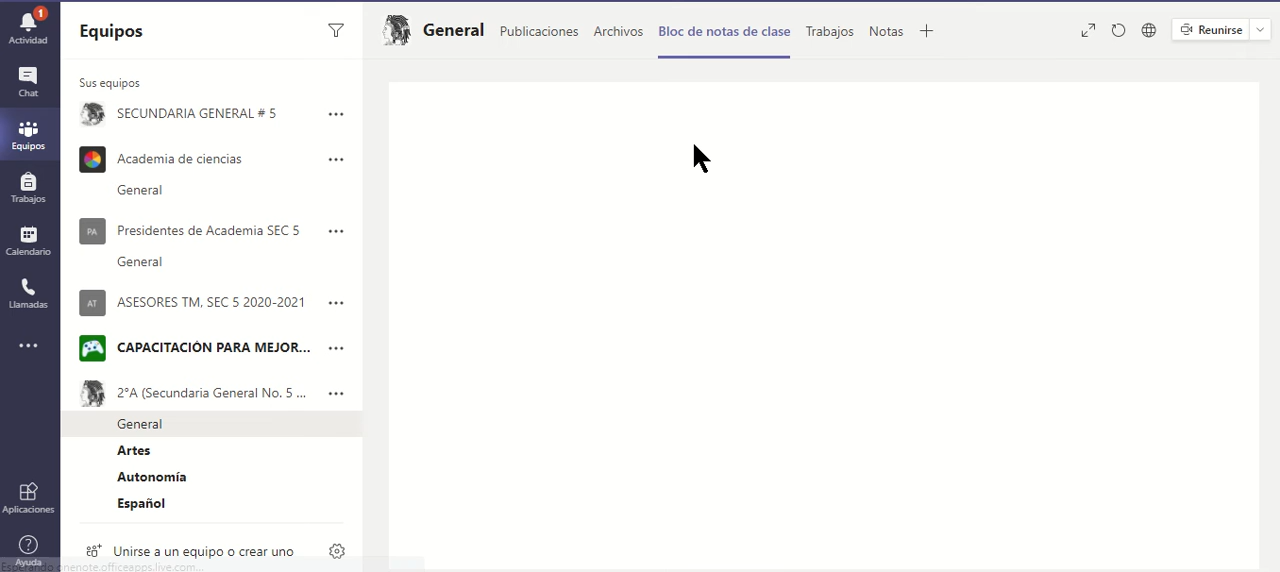 1
Actividad
Chat
Equipos
Trabajos
Calendario
Llamadas
Aplicaciones
Ayuda
Equipos
Sus equipos
SECUNDARIA GENERAL # 5
Academia de ciencias
General
PA
Presidentes de Academia SEC 5
General
AT
ASESORES TM, SEC 5 2020-2021
CAPACITACIÓN PARA MEJOR...
2°A (Secundaria General No. 5 ...
General
Artes
Autonomía
Español
Unirse a un equipo o crear uno
Esperando onenote.officeapps.live.com...
General Publicaciones Archivos Bloc de notas de clase Trabajos Notas
Reunirse